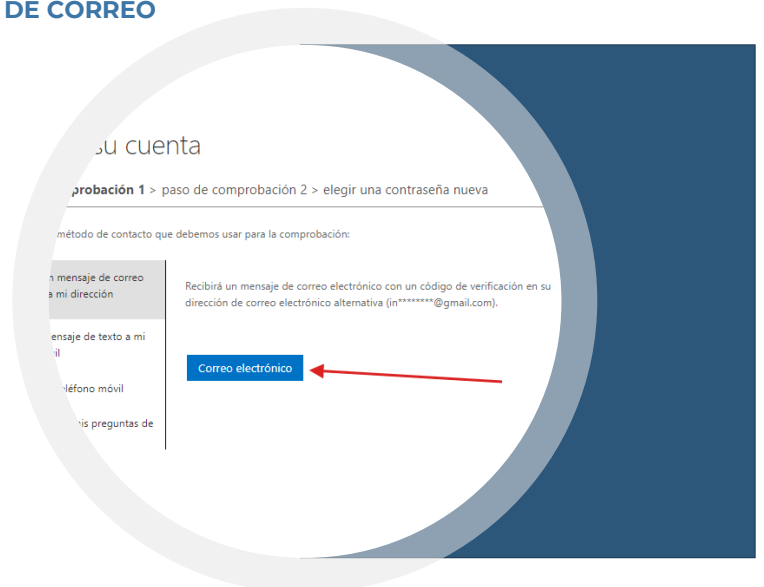 DE CORREO
su cuenta
probación 1 > paso de comprobación 2 > elegir una contraseña nueva
método de contacto que debemos usar para la comprobación:
mensaje de correo
a mi dirección
Recibirá un mensaje de correo electrónico con un código de verificación en su
dirección de correo electrónico alternativa (in********@gmail.com).
ensaje de texto a mi
Correo electrónico
eléfono móvil
preguntas de